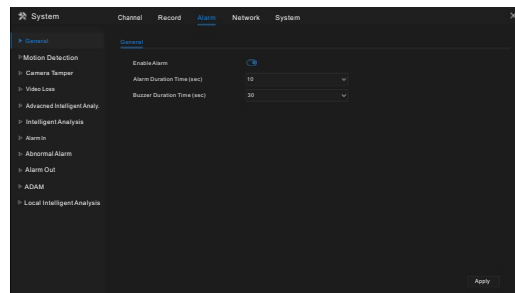 System
Channel Record Alarm Network System
General
General
Motion Detection
Enable Alarm
Camera Tamper
Alarm Duration Time (sec) 10
Video Loss
Buzzer Duration Time (sec) 30
Advacned Intelligent Analy.
Intelligent Analysis
Alarm In
Abnormal Alarm
Alarm Out
ADAM
Local Intelligent Analysis
Apply